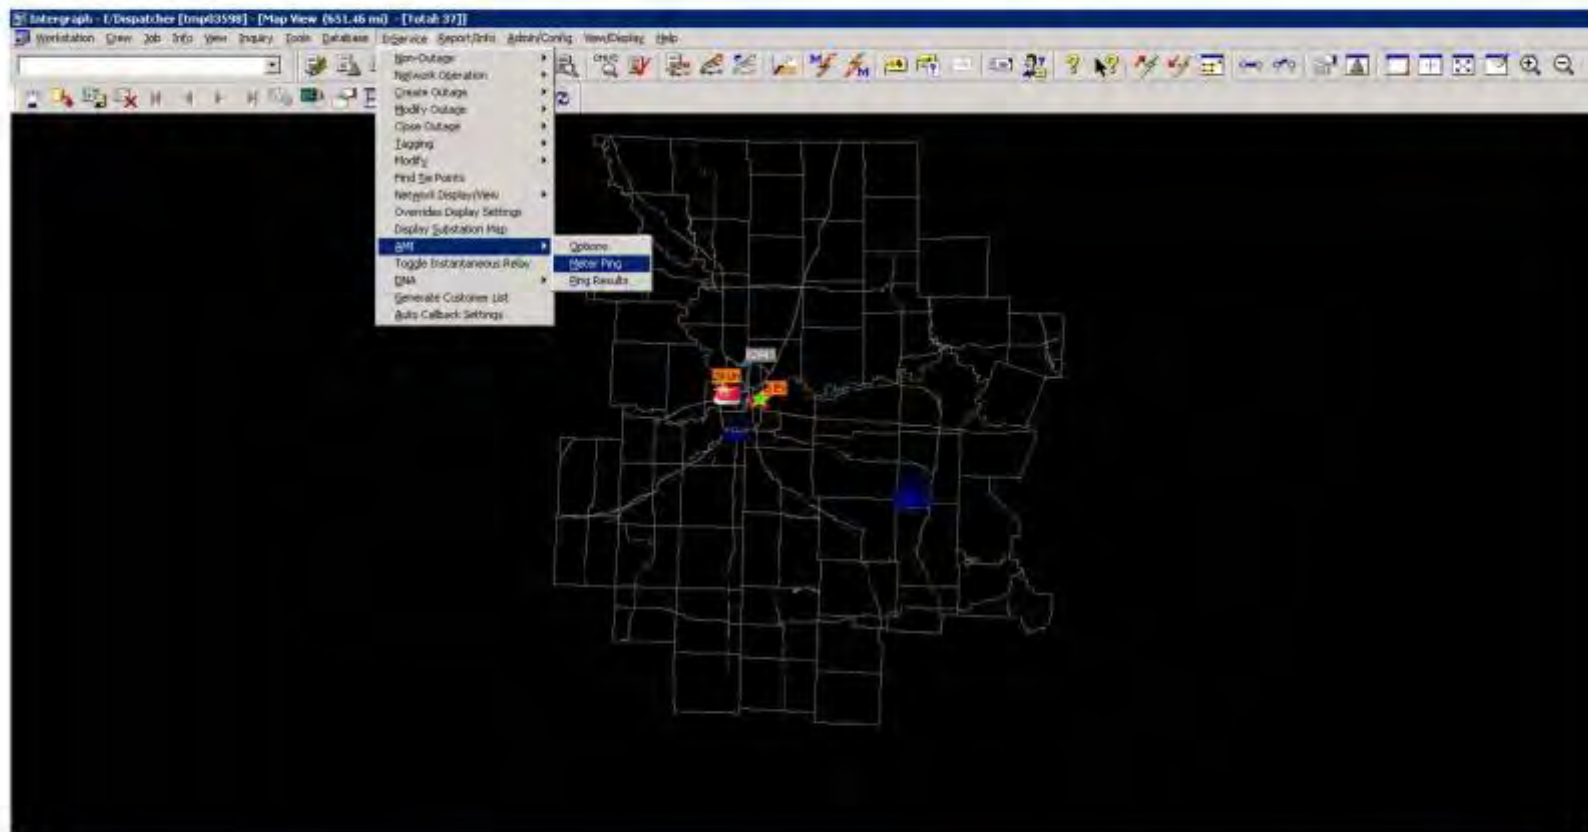 Intergraph - I/Dispatcher [tmp03598] - [Map View (651.46 mi) - [Total: 37]]
Workstation Crew Job Info View Inquiry Tools Database InService Report/Info Admin/Config View/Display Help
Non-Outage
Network Operation
Create Outage
Modify Outage
Close Outage
Tagging
Modify
Find Tie Points
Network Display/View
Overrides Display Settings
Display Substation Map
AMI
Options
Toggle Instantaneous Relay
Meter Ping
DNA
Ping Results
Generate Customer List
Auto Callback Settings